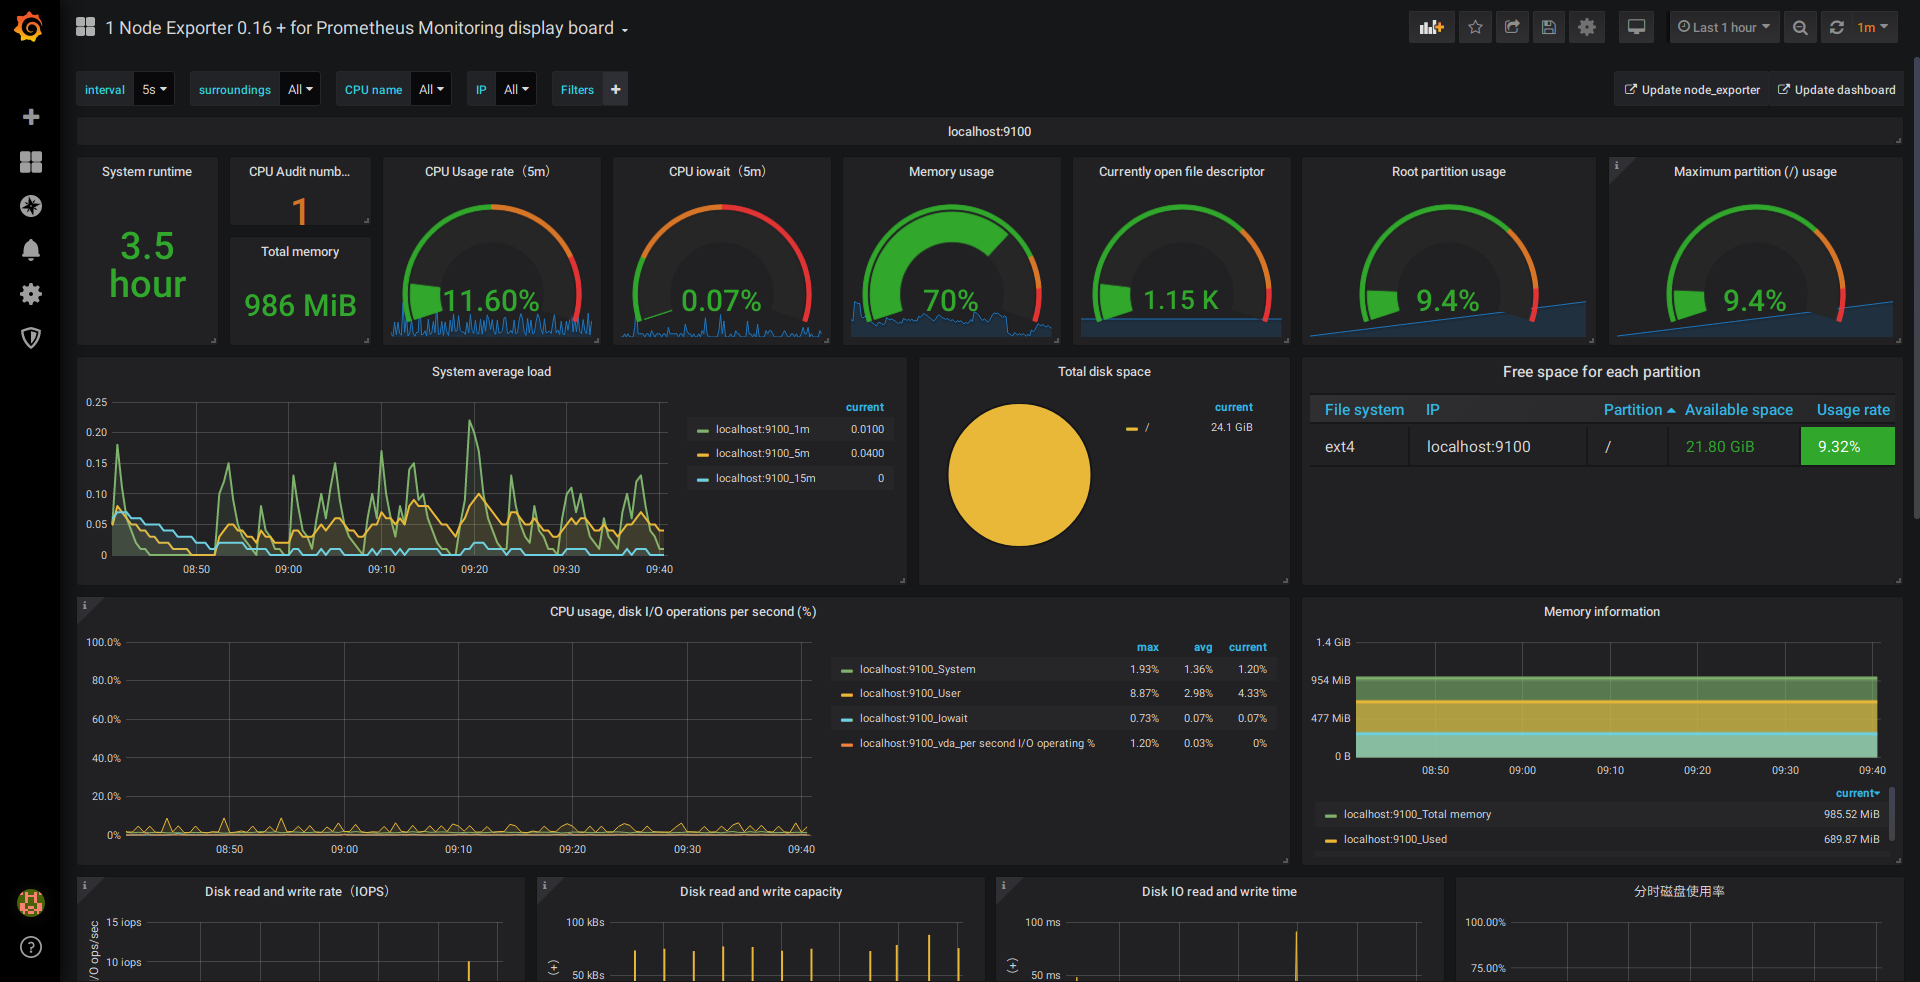 1 Node Exporter 0.16 + for Prometheus Monitoring display board
Last 1 hour
1m
interval 5s
surroundings All
CPU name All
IP All
Filters
Update node_exporter
Update dashboard
localhost:9100
System runtime
3.5
hour
CPU Audit numb...
1
Total memory
986 MiB
CPU Usage rate（5m）
11.60%
CPU iowait（5m）
0.07%
Memory usage
70%
Currently open file descriptor
1.15 K
Root partition usage
9.4%
Maximum partition (/) usage
9.4%
System average load
0.25
0.20
0.15
0.10
0.05
0
08:50 09:00 09:10 09:20 09:30 09:40
current
localhost:9100_1m 0.0100
localhost:9100_5m 0.0400
localhost:9100_15m 0
Total disk space
current
/ 24.1 GiB
Free space for each partition
File system IP Partition Available space Usage rate
ext4 localhost:9100 / 21.80 GiB 9.32%
CPU usage, disk I/O operations per second (%)
100.0%
80.0%
60.0%
40.0%
20.0%
0%
08:50 09:00 09:10 09:20 09:30 09:40
max avg current
localhost:9100_System 1.93% 1.36% 1.20%
localhost:9100_User 8.87% 2.98% 4.33%
localhost:9100_Iowait 0.73% 0.07% 0.07%
localhost:9100_vda_per second I/O operating % 1.20% 0.03% 0%
Memory information
1.4 GiB
954 MiB
477 MiB
0 B
08:50 09:00 09:10 09:20 09:30 09:40
current
localhost:9100_Total memory 985.52 MiB
localhost:9100_Used 689.87 MiB
Disk read and write rate（IOPS）
/O ops/sec
15 iops
10 iops
Disk read and write capacity
(+)
100 kBs
50 kBs
Disk IO read and write time
(+)
100 ms
50 ms
分时磁盘使用率
100.00%
75.00%